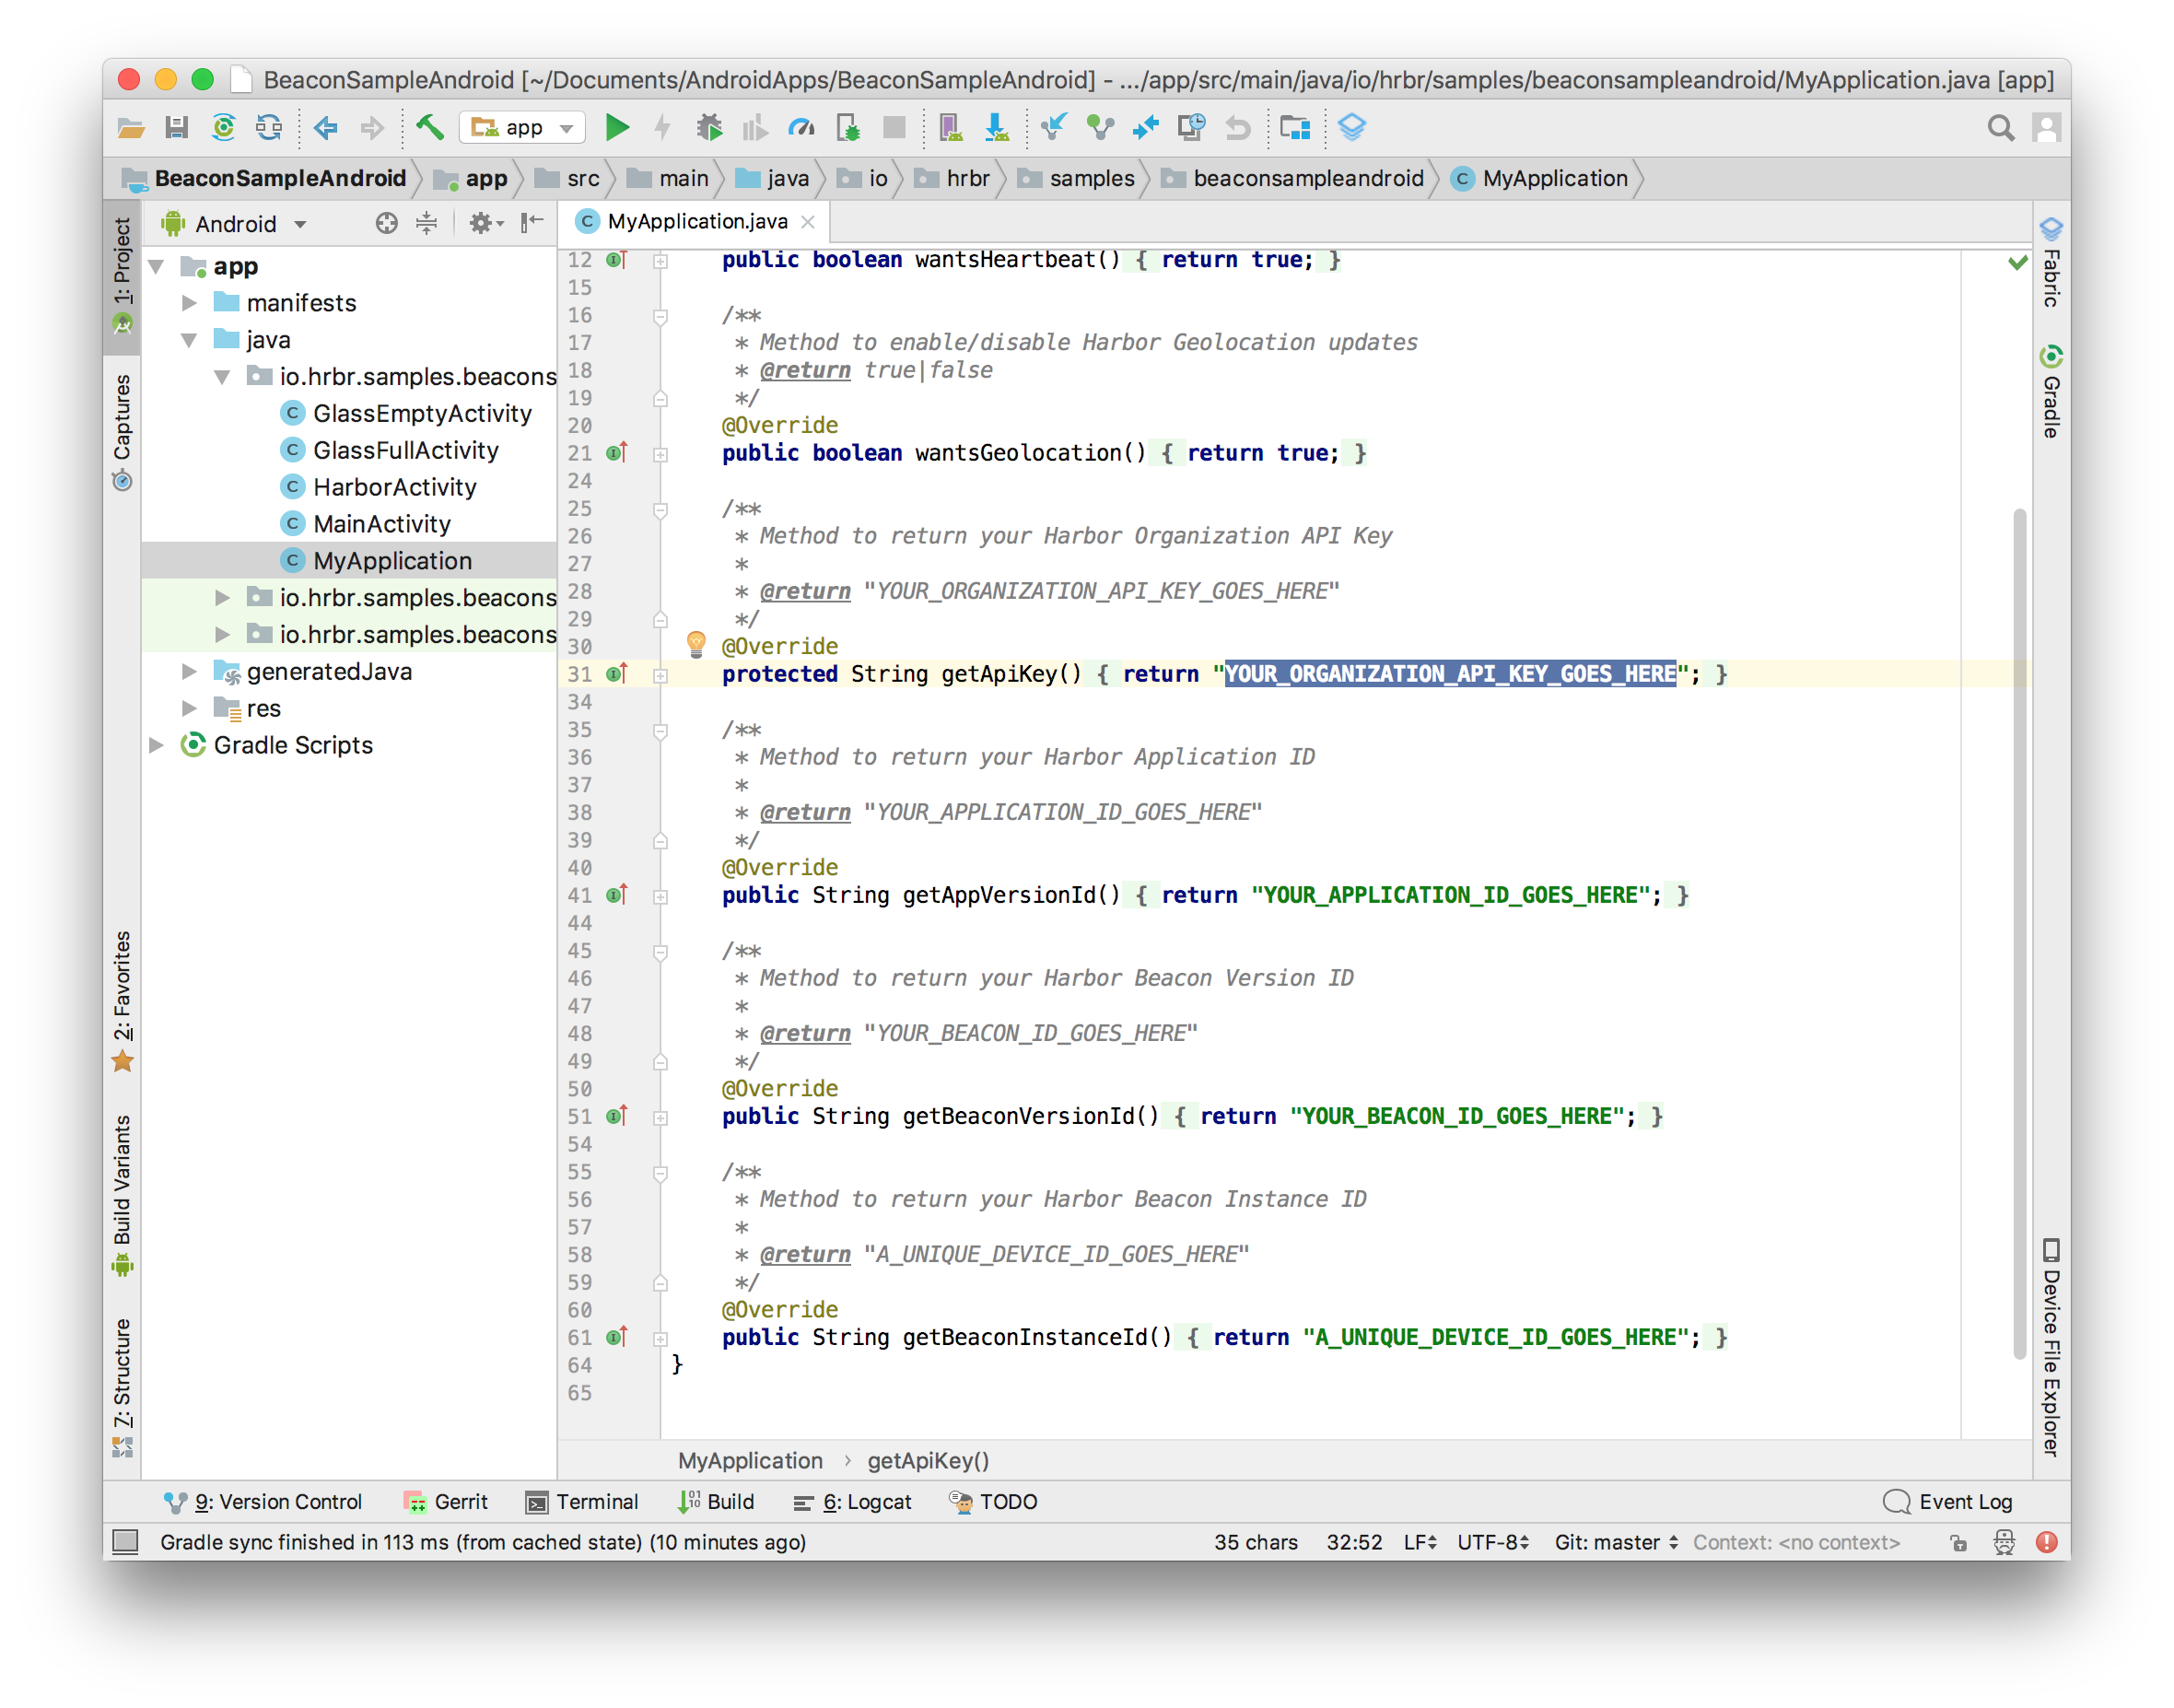 BeaconSampleAndroid [~/Documents/AndroidApps/BeaconSampleAndroid] - .../app/src/main/java/io/hrbr/samples/beaconsampleandroid/MyApplication.java [app]
app
BeaconSampleAndroid app src main java io hrbr samples beaconsampleandroid MyApplication
1: Project
Captures
2: Favorites
Build Variants
7: Structure
Android
app
manifests
java
io.hrbr.samples.beacons
GlassEmptyActivity
GlassFullActivity
HarborActivity
MainActivity
MyApplication
io.hrbr.samples.beacons
io.hrbr.samples.beacons
generatedJava
res
Gradle Scripts
MyApplication.java
12 public boolean wantsHeartbeat() { return true; }
15
16 /**
17 * Method to enable/disable Harbor Geolocation updates
18 * @return true|false
19 */
20 @Override
21 public boolean wantsGeolocation() { return true; }
24
25 /**
26 * Method to return your Harbor Organization API Key
27 *
28 * @return "YOUR_ORGANIZATION_API_KEY_GOES_HERE"
29 */
30 @Override
31 protected String getApiKey() { return "YOUR_ORGANIZATION_API_KEY_GOES_HERE"; }
34
35 /**
36 * Method to return your Harbor Application ID
37 *
38 * @return "YOUR_APPLICATION_ID_GOES_HERE"
39 */
40 @Override
41 public String getAppVersionId() { return "YOUR_APPLICATION_ID_GOES_HERE"; }
44
45 /**
46 * Method to return your Harbor Beacon Version ID
47 *
48 * @return "YOUR_BEACON_ID_GOES_HERE"
49 */
50 @Override
51 public String getBeaconVersionId() { return "YOUR_BEACON_ID_GOES_HERE"; }
54
55 /**
56 * Method to return your Harbor Beacon Instance ID
57 *
58 * @return "A_UNIQUE_DEVICE_ID_GOES_HERE"
59 */
60 @Override
61 public String getBeaconInstanceId() { return "A_UNIQUE_DEVICE_ID_GOES_HERE"; }
64 }
65
MyApplication › getApiKey()
Fabric
Gradle
Device File Explorer
9: Version Control Gerrit Terminal Build 6: Logcat TODO Event Log
Gradle sync finished in 113 ms (from cached state) (10 minutes ago) 35 chars 32:52 LF UTF-8 Git: master Context: <no context>